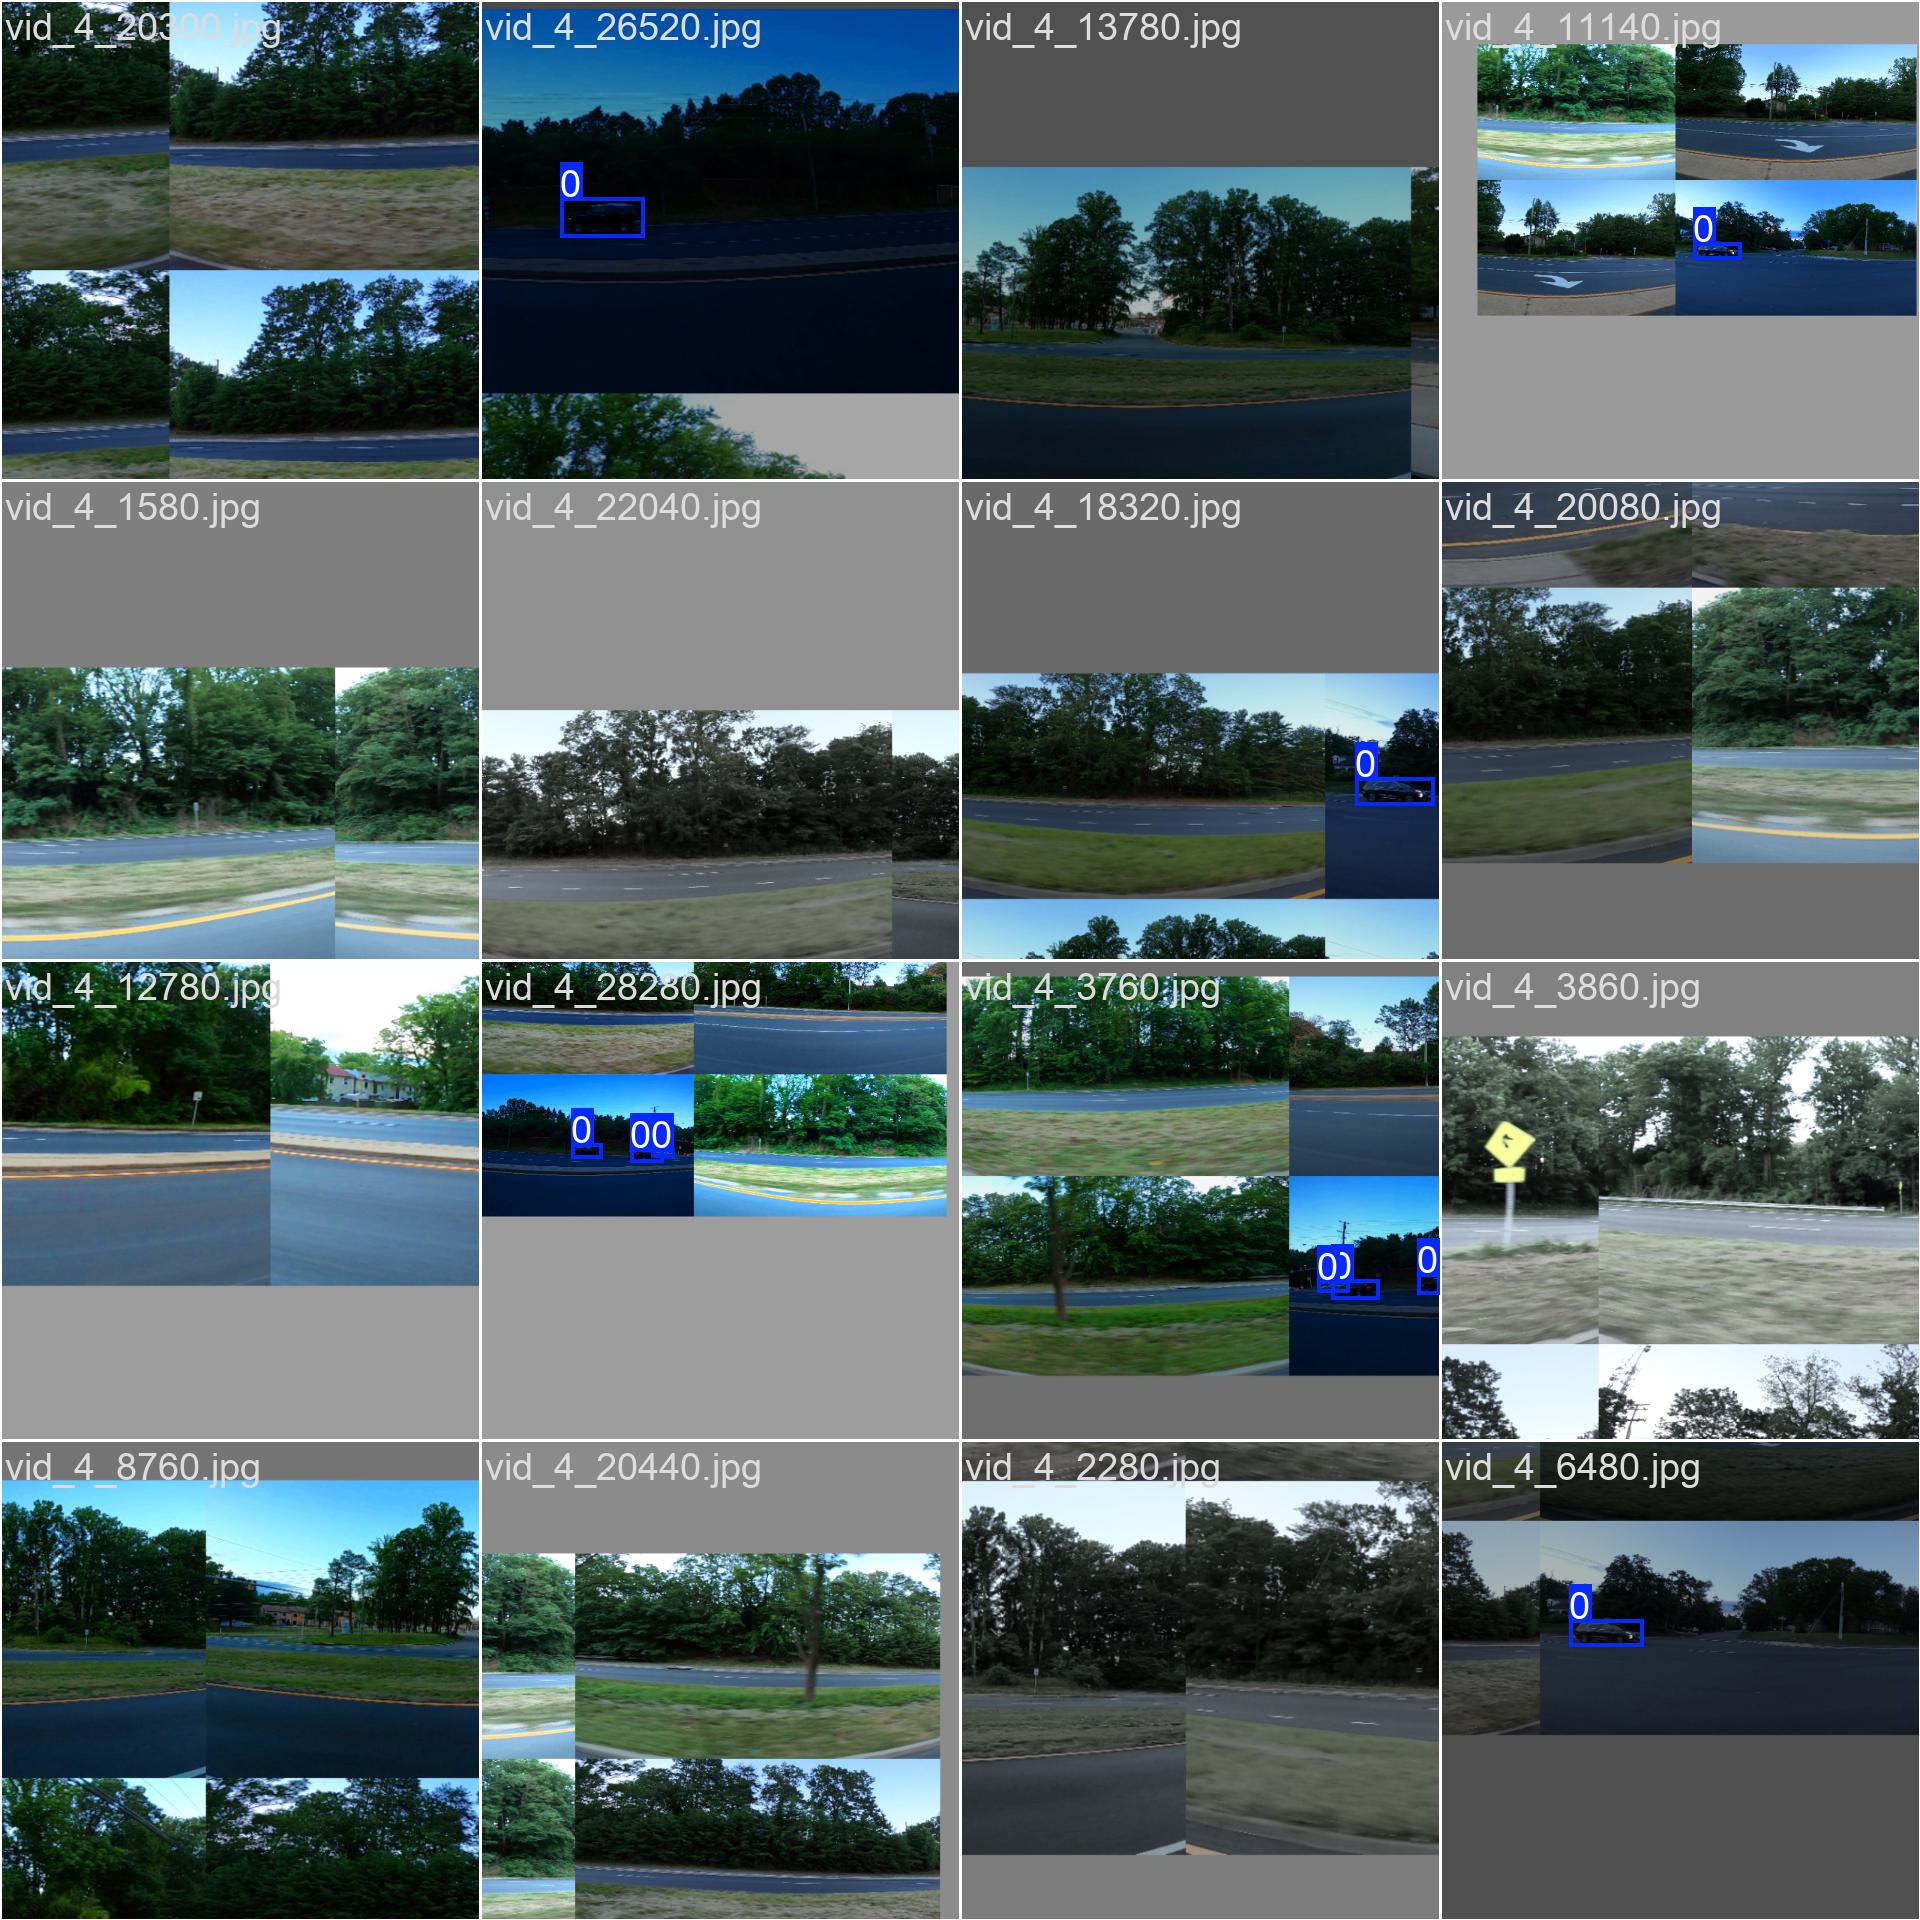 vid_4_20300.jpg
vid_4_26520.jpg
0
vid_4_13780.jpg
vid_4_11140.jpg
0
vid_4_1580.jpg
vid_4_22040.jpg
vid_4_18320.jpg
0
vid_4_20080.jpg
vid_4_12780.jpg
vid_4_28280.jpg
0
00
vid_4_3760.jpg
00
0
vid_4_3860.jpg
vid_4_8760.jpg
vid_4_20440.jpg
vid_4_2280.jpg
vid_4_6480.jpg
0